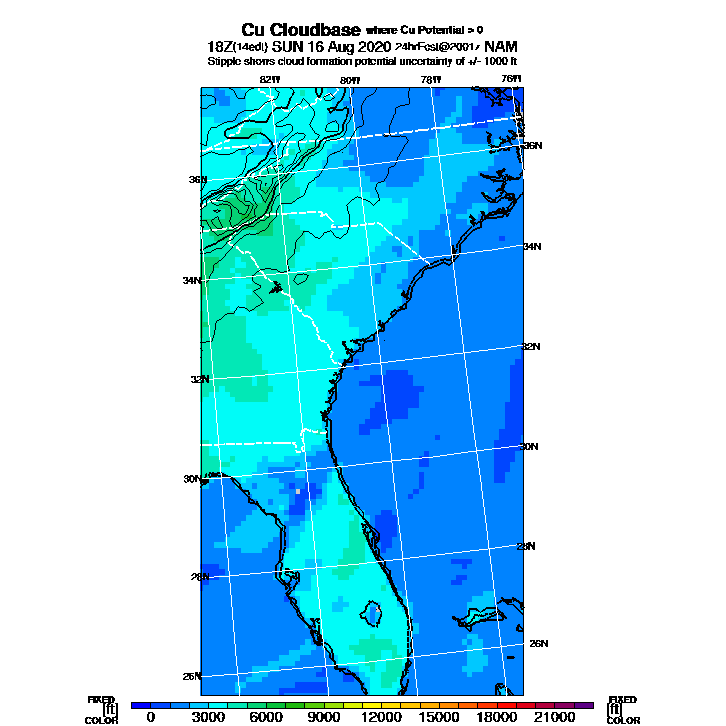 Cu Cloudbase where Cu Potential > 0
18Z(14edt) SUN 16 Aug 2020 24hrFcst@2001z NAM
Stipple shows cloud formation potential uncertainty of +/- 1000 ft
82W 80W 78W 76W
36N
36N
34N
34N
32N
32N
30N
30N
28N
28N
26N
26N
FIXED FIXED
[ft] [ft]
COLOR COLOR
0 3000 6000 9000 12000 15000 18000 21000